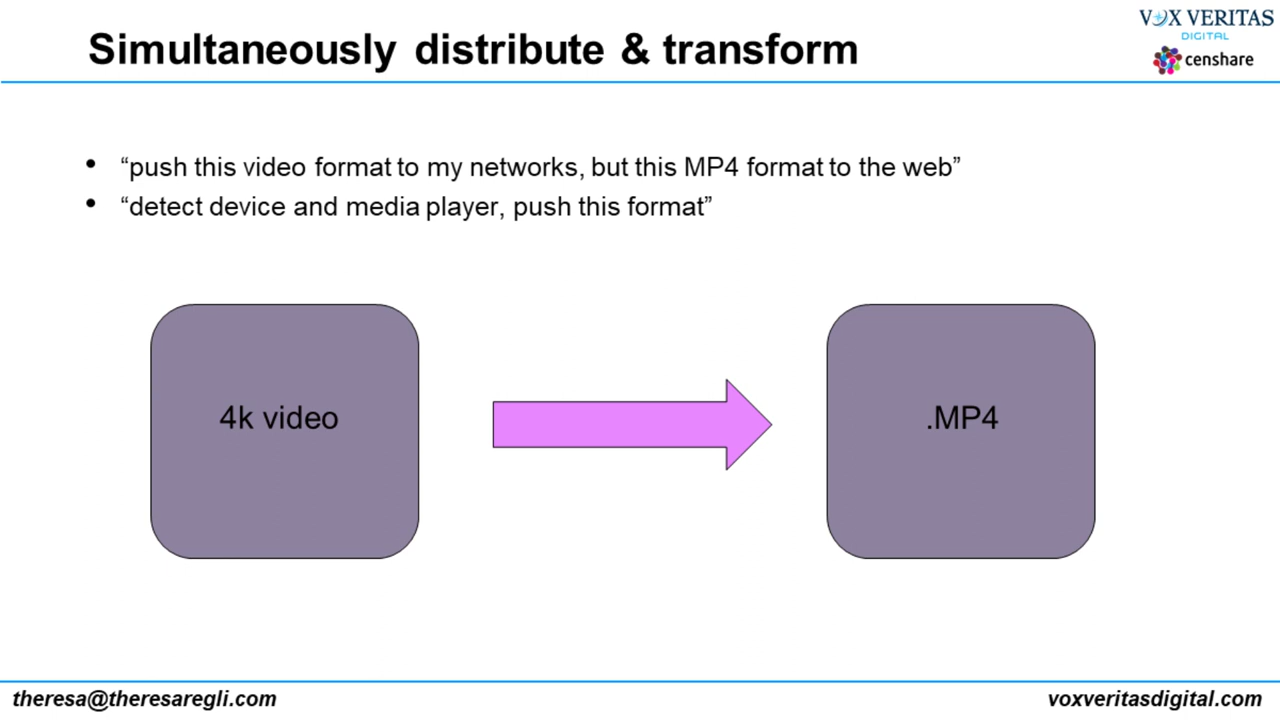 Simultaneously distribute & transform
VOX VERITAS
DIGITAL
censhare
• “push this video format to my networks, but this MP4 format to the web”
• “detect device and media player, push this format”
4k video
.MP4
theresa@theresaregli.com
voxveritasdigital.com